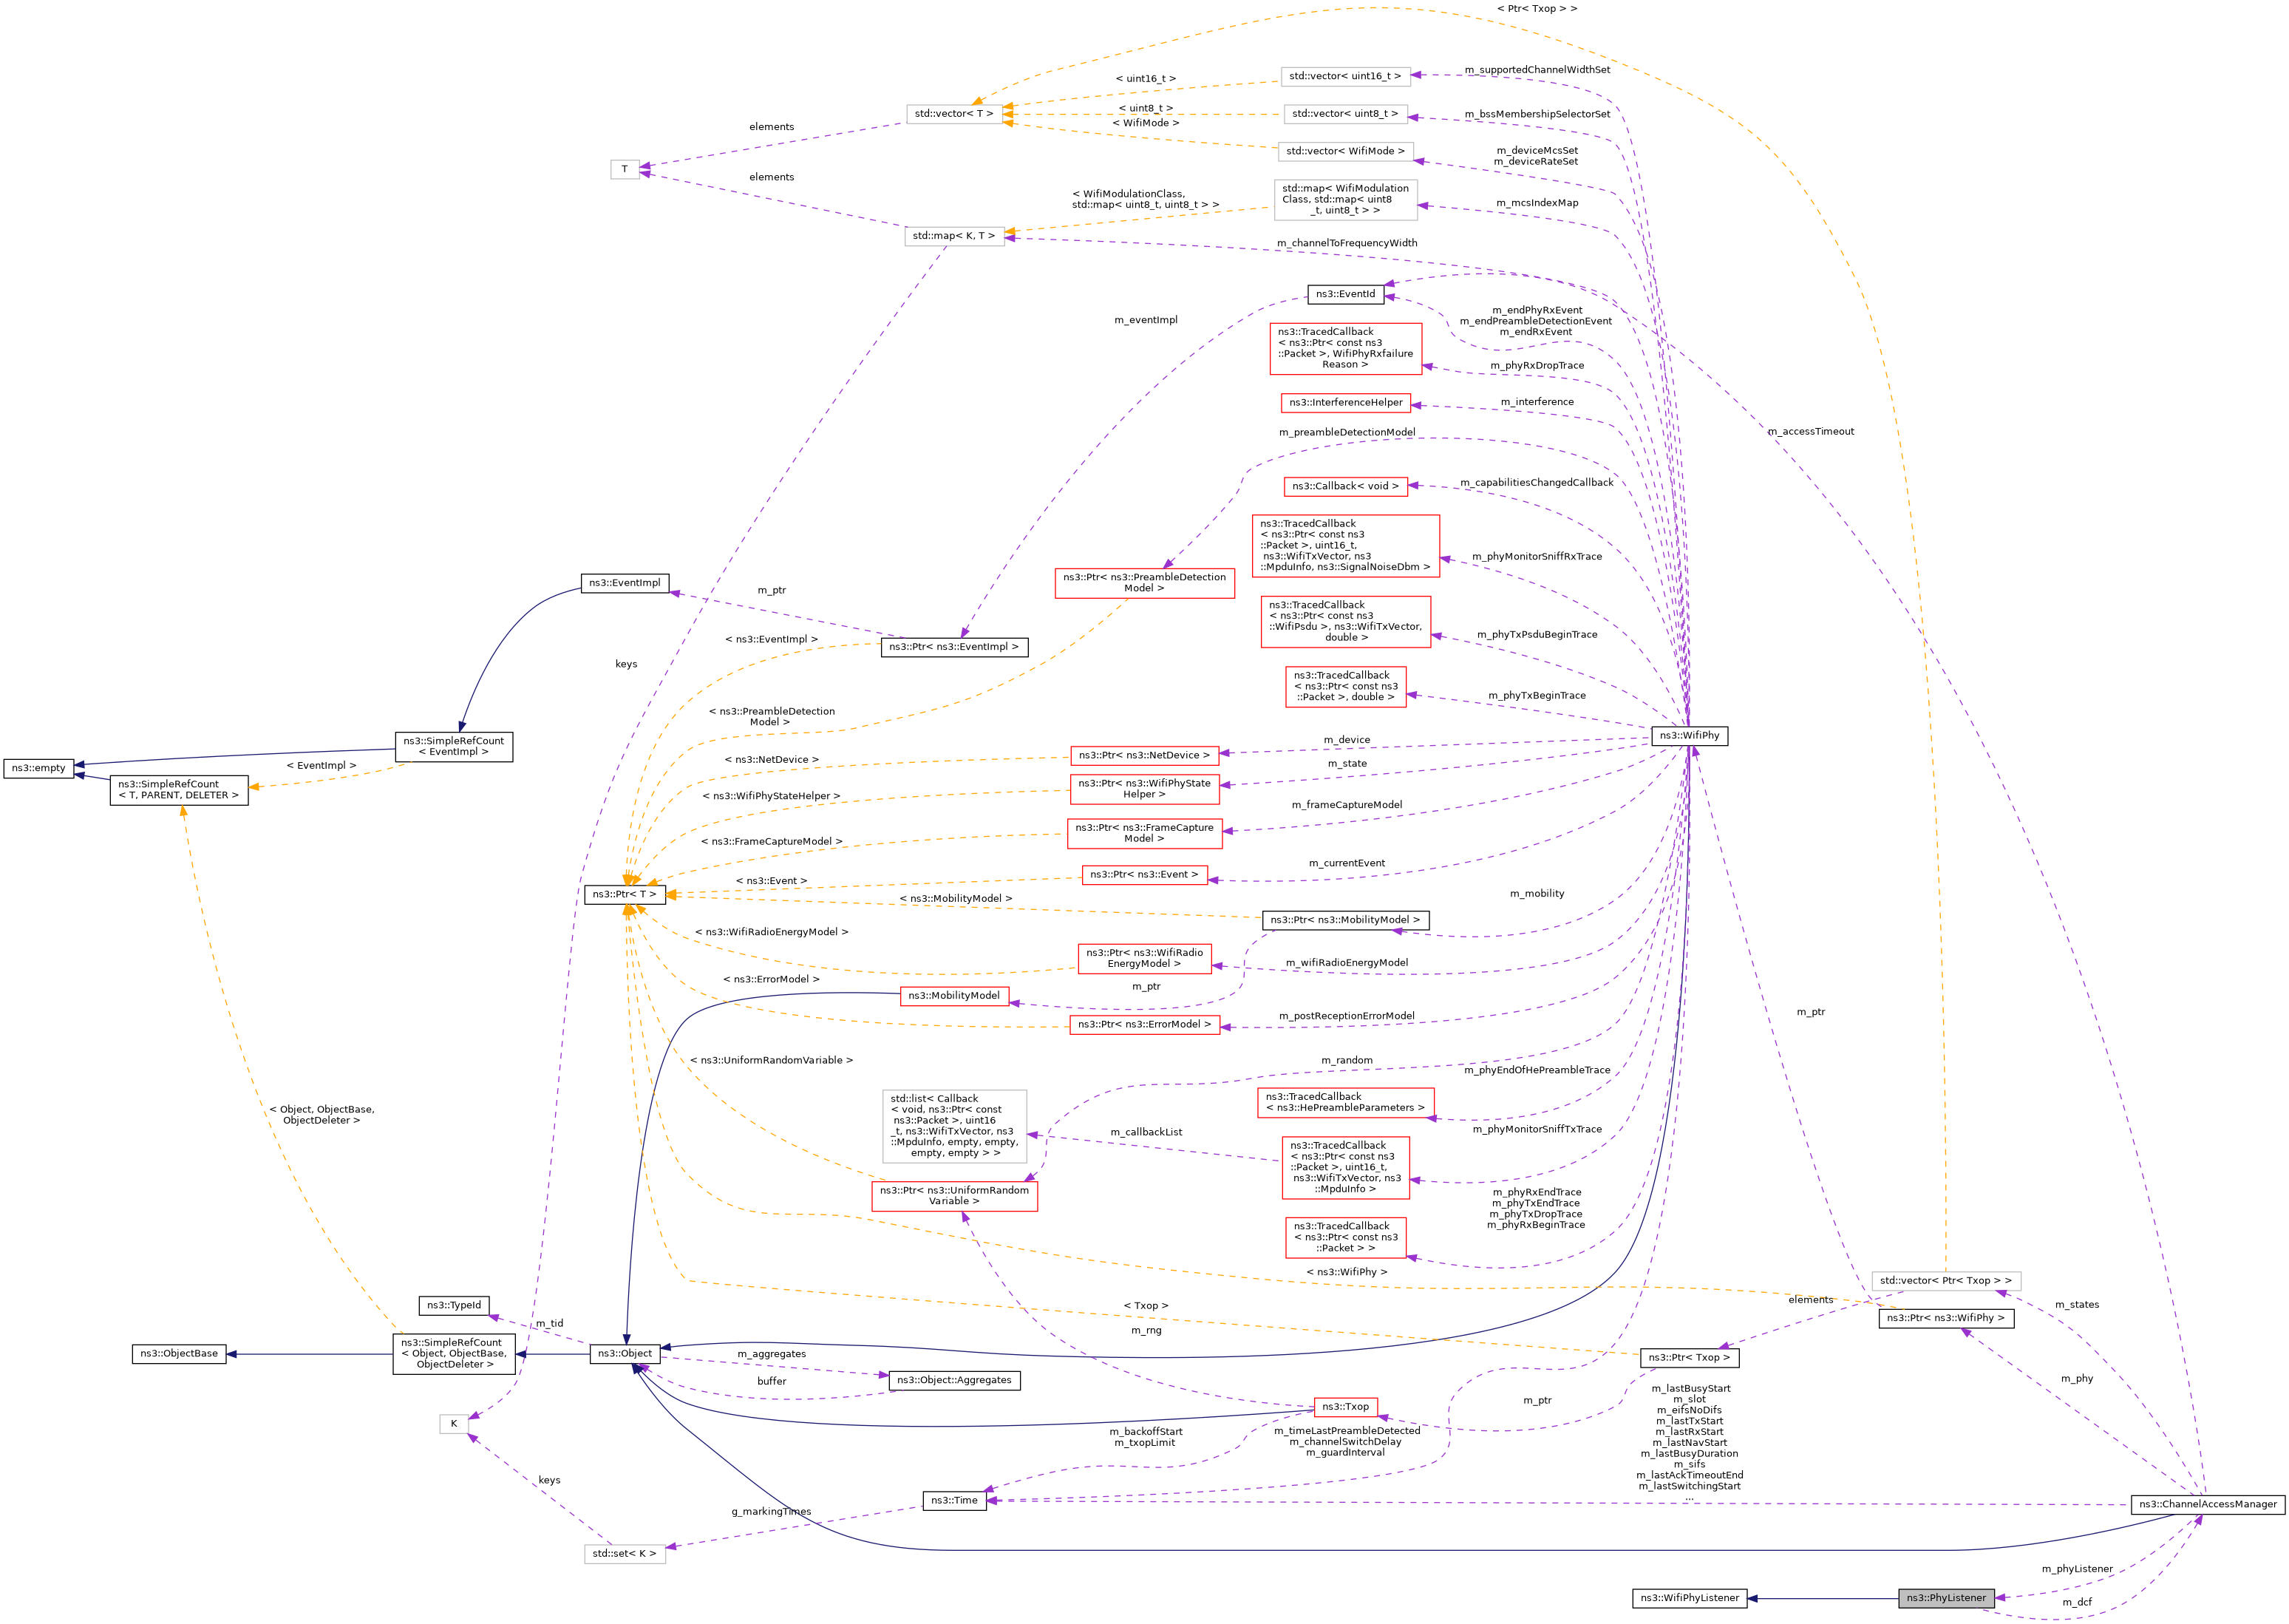 < Ptr< Txop > >
std::vector< uint16_t >
m_supportedChannelWidthSet
< uint16_t >
std::vector< T >
< uint8_t >
std::vector< uint8_t >
m_bssMembershipSelectorSet
< WifiMode >
elements
std::vector< WifiMode >
m_deviceMcsSet
m_deviceRateSet
T
elements
< WifiModulationClass,
std::map< uint8_t, uint8_t > >
std::map< WifiModulation
Class, std::map< uint8
_t, uint8_t > >
m_mcsIndexMap
std::map< K, T >
m_channelToFrequencyWidth
ns3::EventId
m_eventImpl
m_endPhyRxEvent
m_endPreambleDetectionEvent
m_endRxEvent
ns3::TracedCallback
< ns3::Ptr< const ns3
::Packet >, WifiPhyRxfailure
Reason >
m_phyRxDropTrace
ns3::InterferenceHelper
m_interference
m_preambleDetectionModel
m_accessTimeout
ns3::Callback< void >
m_capabilitiesChangedCallback
ns3::TracedCallback
< ns3::Ptr< const ns3
::Packet >, uint16_t,
ns3::WifiTxVector, ns3
::MpduInfo, ns3::SignalNoiseDbm >
m_phyMonitorSniffRxTrace
ns3::EventImpl
m_ptr
ns3::Ptr< ns3::PreambleDetection
Model >
ns3::TracedCallback
< ns3::Ptr< const ns3
::WifiPsdu >, ns3::WifiTxVector,
double >
m_phyTxPsduBeginTrace
< ns3::EventImpl >
ns3::Ptr< ns3::EventImpl >
keys
ns3::TracedCallback
< ns3::Ptr< const ns3
::Packet >, double >
m_phyTxBeginTrace
< ns3::PreambleDetection
Model >
ns3::WifiPhy
ns3::SimpleRefCount
< EventImpl >
ns3::empty
< EventImpl >
ns3::SimpleRefCount
< T, PARENT, DELETER >
< ns3::NetDevice >
ns3::Ptr< ns3::NetDevice >
m_device
m_state
< ns3::WifiPhyStateHelper >
ns3::Ptr< ns3::WifiPhyState
Helper >
m_frameCaptureModel
< ns3::FrameCaptureModel >
ns3::Ptr< ns3::FrameCapture
Model >
m_currentEvent
< ns3::Event >
ns3::Ptr< ns3::Event >
ns3::Ptr< T >
< ns3::MobilityModel >
m_mobility
ns3::Ptr< ns3::MobilityModel >
< ns3::WifiRadioEnergyModel >
ns3::Ptr< ns3::WifiRadio
EnergyModel >
m_wifiRadioEnergyModel
< ns3::ErrorModel >
m_ptr
ns3::MobilityModel
ns3::Ptr< ns3::ErrorModel >
m_postReceptionErrorModel
m_ptr
< ns3::UniformRandomVariable >
m_random
m_phyEndOfHePreambleTrace
std::list< Callback
< void, ns3::Ptr< const
ns3::Packet >, uint16
_t, ns3::WifiTxVector, ns3
::MpduInfo, empty, empty,
empty, empty > >
ns3::TracedCallback
< ns3::HePreambleParameters >
< Object, ObjectBase,
ObjectDeleter >
m_callbackList
m_phyMonitorSniffTxTrace
ns3::TracedCallback
< ns3::Ptr< const ns3
::Packet >, uint16_t,
ns3::WifiTxVector, ns3
::MpduInfo >
ns3::Ptr< ns3::UniformRandom
Variable >
m_phyRxEndTrace
m_phyTxEndTrace
m_phyTxDropTrace
m_phyRxBeginTrace
ns3::TracedCallback
< ns3::Ptr< const ns3
::Packet > >
< ns3::WifiPhy >
std::vector< Ptr< Txop > >
elements
m_states
ns3::TypeId
m_tid
< Txop >
ns3::Ptr< ns3::WifiPhy >
m_rng
ns3::ObjectBase
ns3::SimpleRefCount
< Object, ObjectBase,
ObjectDeleter >
ns3::Object
m_aggregates
ns3::Ptr< Txop >
buffer
ns3::Object::Aggregates
m_phy
m_ptr
m_lastBusyStart
m_slot
m_eifsNoDifs
m_lastTxStart
m_lastRxStart
m_lastNavStart
m_lastBusyDuration
m_sifs
m_lastAckTimeoutEnd
m_lastSwitchingStart
...
K
ns3::Txop
m_backoffStart
m_txopLimit
m_timeLastPreambleDetected
m_channelSwitchDelay
m_guardInterval
keys
ns3::Time
g_markingTimes
ns3::ChannelAccessManager
std::set< K >
m_phyListener
ns3::WifiPhyListener
ns3::PhyListener
m_dcf